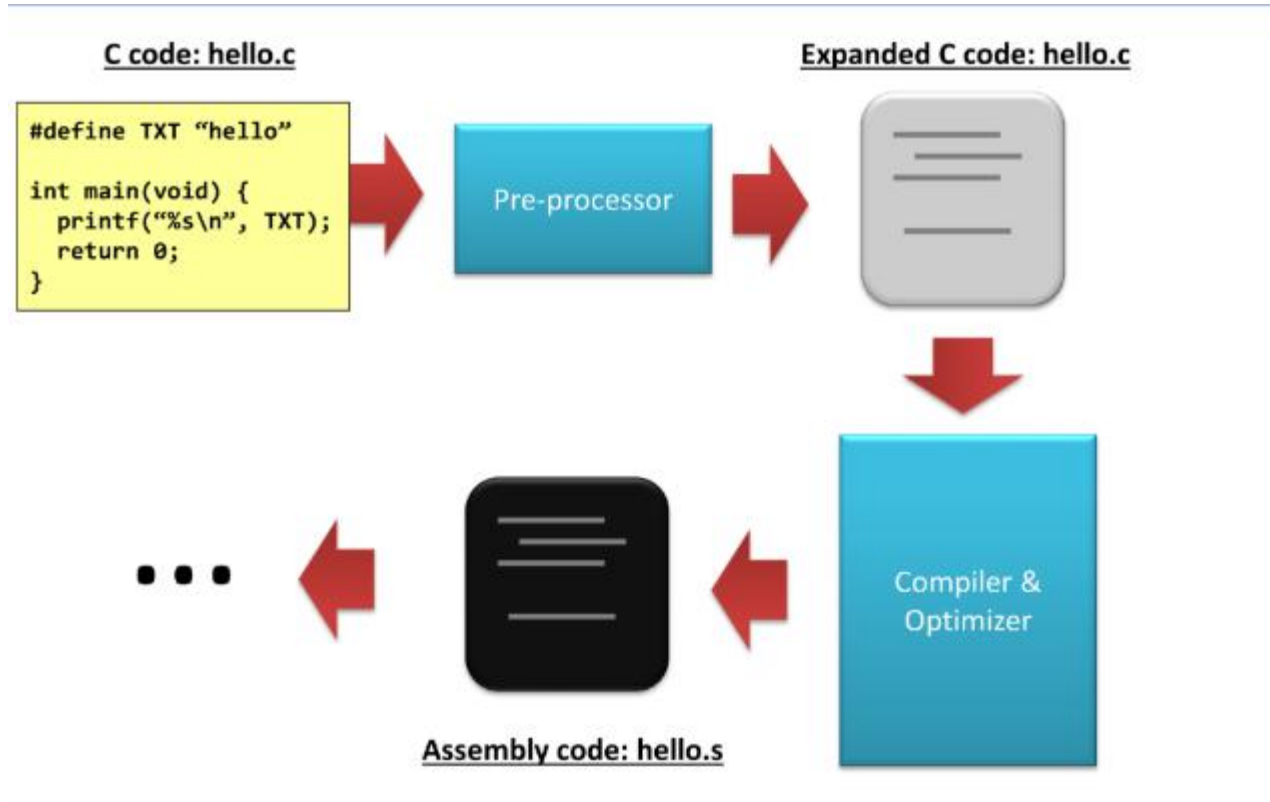 C code: hello.c
#define TXT “hello”
int main(void) {
printf(“%s\n”, TXT);
return 0;
}
Pre-processor
Expanded C code: hello.c
Compiler &
Optimizer
Assembly code: hello.s
...